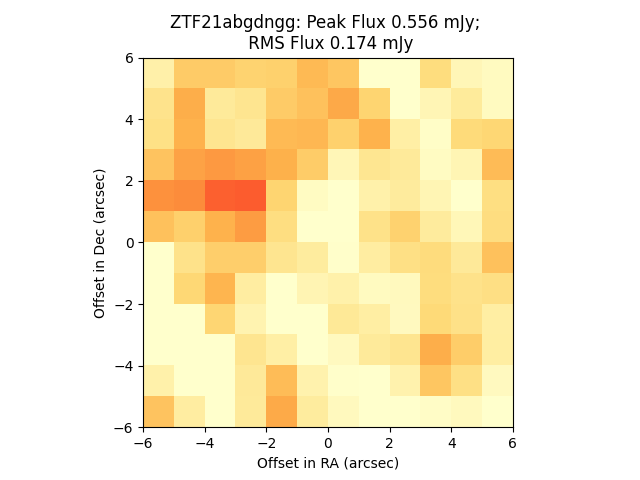 ZTF21abgdngg: Peak Flux 0.556 mJy;
RMS Flux 0.174 mJy
6
4
2
0
−2
−4
−6
Offset in Dec (arcsec)
−6 −4 −2 0 2 4 6
Offset in RA (arcsec)